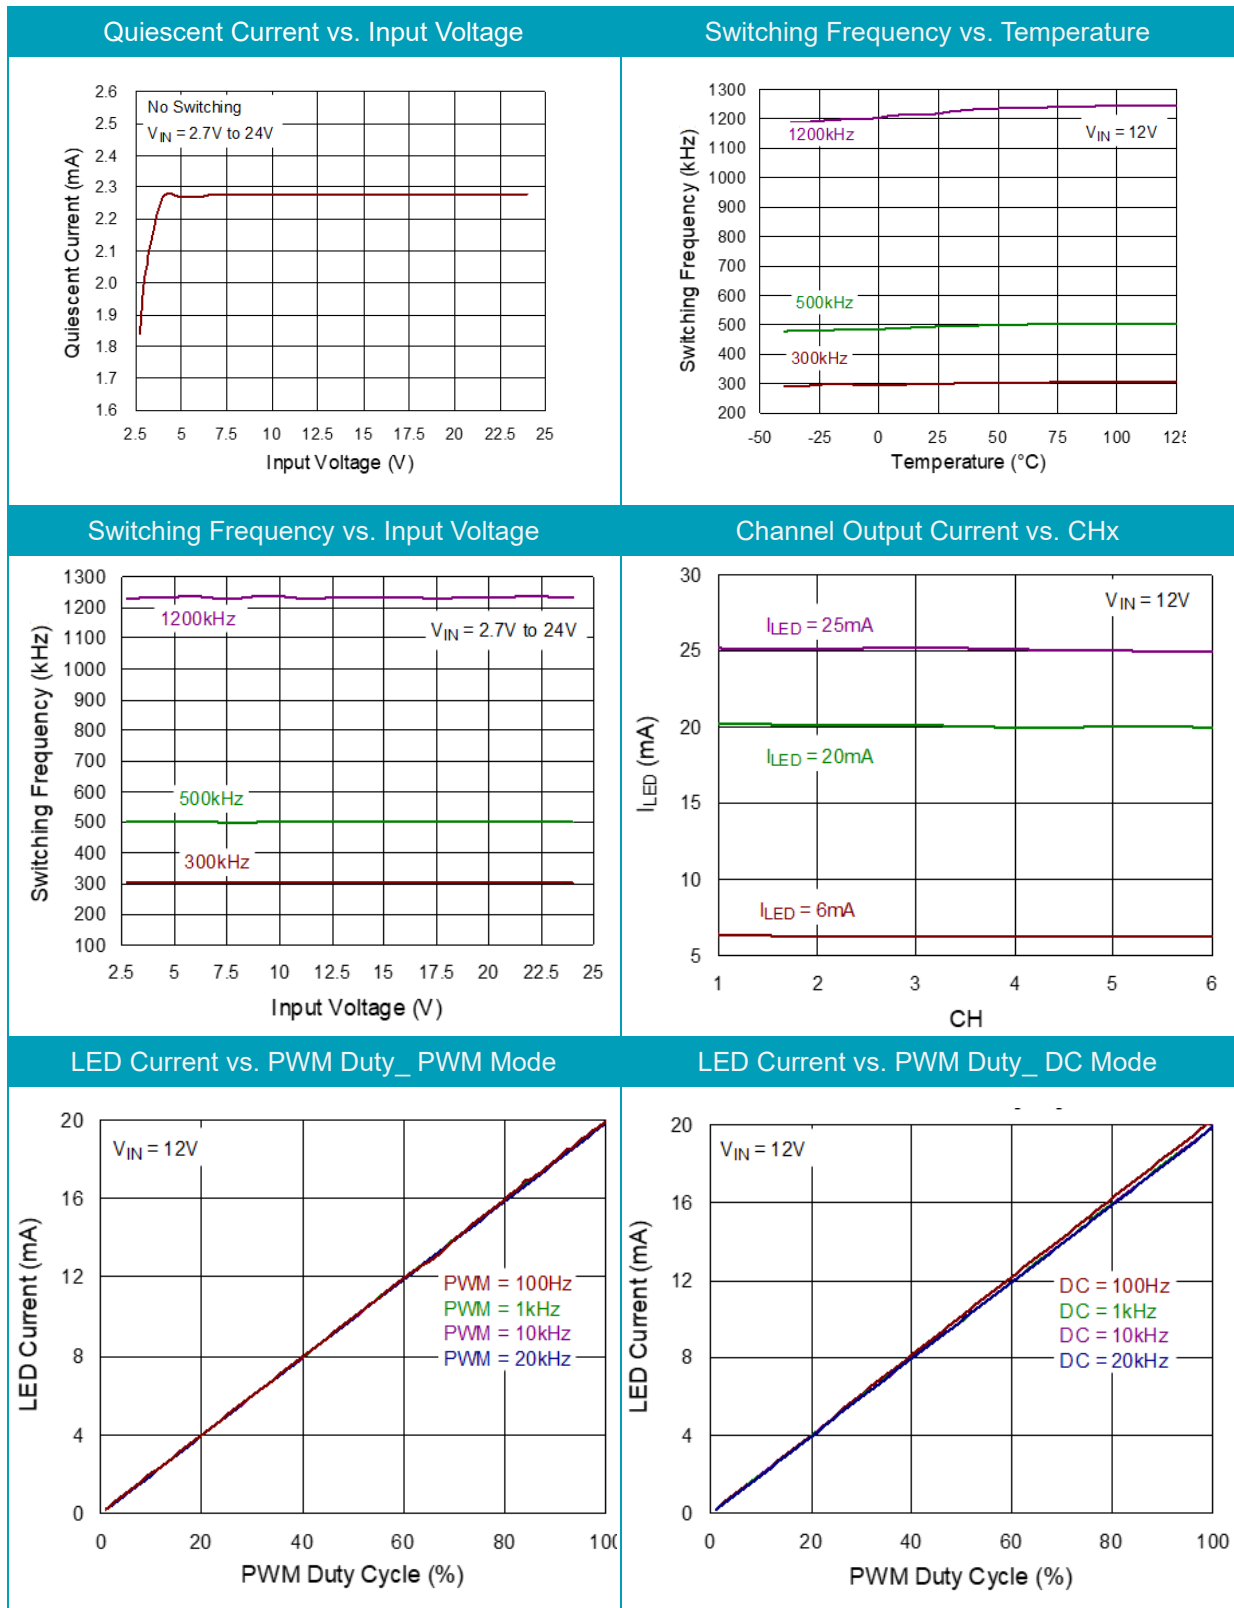 Quiescent Current vs. Input Voltage
Quiescent Current (mA)
2.6
2.5
2.4
2.3
2.2
2.1
2.0
1.9
1.8
1.7
1.6
No Switching
VIN = 2.7V to 24V
2.5 5 7.5 10 12.5 15 17.5 20 22.5 25
Input Voltage (V)
Switching Frequency vs. Temperature
Switching Frequency (kHz)
1300
1200
1100
1000
900
800
700
600
500
400
300
200
1200kHz
VIN = 12V
500kHz
300kHz
-50 -25 0 25 50 75 100 125
Temperature (°C)
Switching Frequency vs. Input Voltage
Switching Frequency (kHz)
1300
1200
1100
1000
900
800
700
600
500
400
300
200
100
1200kHz
VIN = 2.7V to 24V
500kHz
300kHz
2.5 5 7.5 10 12.5 15 17.5 20 22.5 25
Input Voltage (V)
Channel Output Current vs. CHx
ILED (mA)
30
25
20
15
10
5
VIN = 12V
ILED = 25mA
ILED = 20mA
ILED = 6mA
1 2 3 4 5 6
CH
LED Current vs. PWM Duty_ PWM Mode
LED Current (mA)
20
16
12
8
4
0
VIN = 12V
PWM = 100Hz
PWM = 1kHz
PWM = 10kHz
PWM = 20kHz
0 20 40 60 80 100
PWM Duty Cycle (%)
LED Current vs. PWM Duty_ DC Mode
LED Current (mA)
20
16
12
8
4
0
VIN = 12V
DC = 100Hz
DC = 1kHz
DC = 10kHz
DC = 20kHz
0 20 40 60 80 100
PWM Duty Cycle (%)